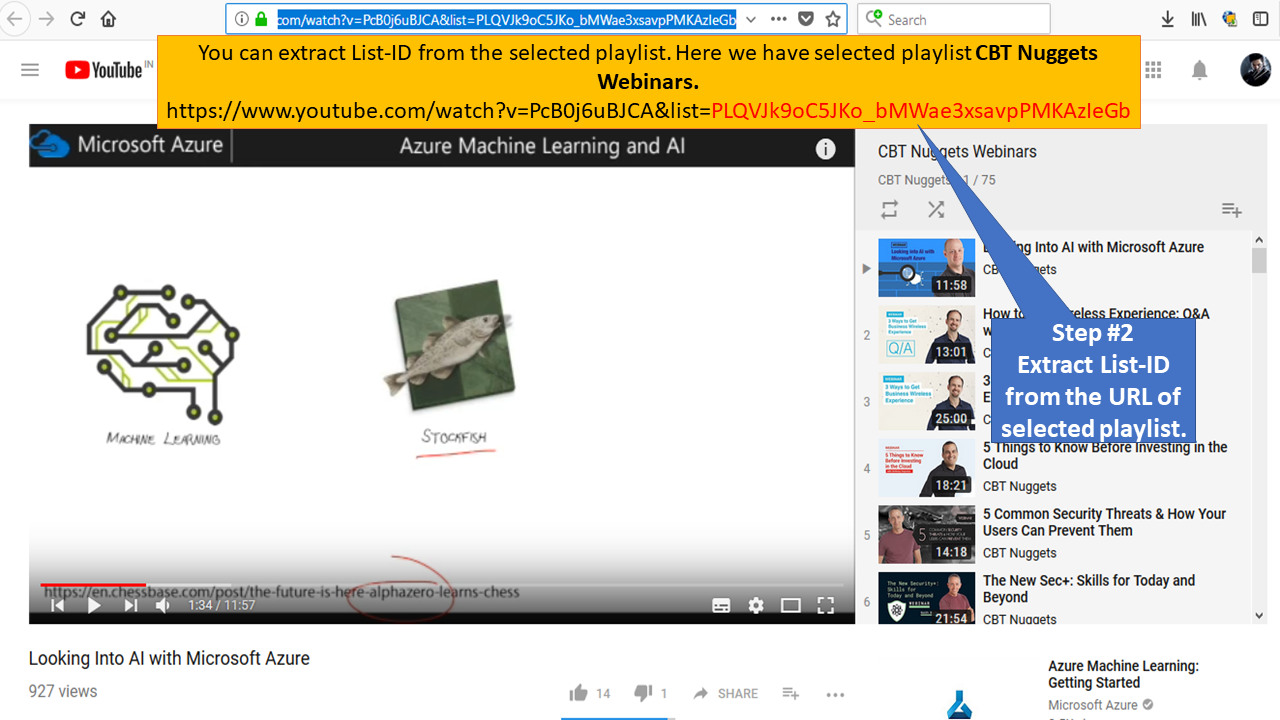 com/watch?v=PcB0j6uBJCA&list=PLQVJk9oC5JKo_bMWae3xsavpPMKAzIeGb
Search
You can extract List-ID from the selected playlist. Here we have selected playlist CBT Nuggets
Webinars.
https://www.youtube.com/watch?v=PcB0j6uBJCA&list=PLQVJk9oC5JKo_bMWae3xsavpPMKAzIeGb
YouTube IN
Microsoft Azure
Azure Machine Learning and AI
MACHINE LEARNING
STOCKFISH
https://en.chessbase.com/post/the-future-is-here-alphazero-learns-chess
1:34 / 11:57
CBT Nuggets Webinars
CBT Nuggets
1 / 75
Looking Into AI with Microsoft Azure
11:58
2
How to
Wireless Experience: Q&A
Q/A
13:01
Step #2
Extract List-ID
from the URL of
selected playlist.
3
25:00
4
5 Things to Know Before Investing in the
Cloud
CBT Nuggets
18:21
5
5 Common Security Threats & How Your
Users Can Prevent Them
CBT Nuggets
14:18
6
The New Sec+: Skills for Today and
Beyond
CBT Nuggets
21:54
Looking Into AI with Microsoft Azure
927 views
14
1
SHARE
Azure Machine Learning:
Getting Started
Microsoft Azure